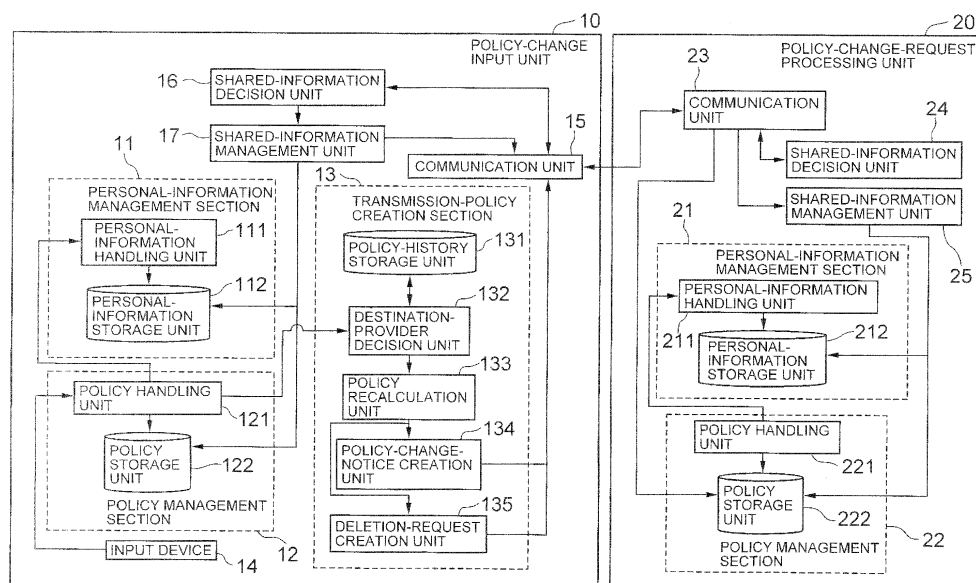 10
POLICY-CHANGE
INPUT UNIT
16
SHARED-INFORMATION
DECISION UNIT
17
SHARED-INFORMATION
MANAGEMENT UNIT
15
COMMUNICATION UNIT
11
PERSONAL-INFORMATION
MANAGEMENT SECTION
PERSONAL-
INFORMATION
HANDLING UNIT
111
PERSONAL-
INFORMATION
STORAGE UNIT
112
POLICY HANDLING
UNIT
121
POLICY
STORAGE
UNIT
122
POLICY MANAGEMENT
SECTION
12
INPUT DEVICE
14
13
TRANSMISSION-POLICY
CREATION SECTION
POLICY-HISTORY
STORAGE UNIT
131
132
DESTINATION-
PROVIDER
DECISION UNIT
133
POLICY
RECALCULATION
UNIT
134
POLICY-CHANGE-
NOTICE CREATION
UNIT
135
DELETION-REQUEST
CREATION UNIT
20
POLICY-CHANGE-REQUEST
PROCESSING UNIT
23
COMMUNICATION
UNIT
24
SHARED-INFORMATION
DECISION UNIT
SHARED-INFORMATION
MANAGEMENT UNIT
25
21
PERSONAL-INFORMATION
MANAGEMENT SECTION
PERSONAL-INFORMATION
HANDLING UNIT
211
212
PERSONAL-
INFORMATION
STORAGE UNIT
POLICY HANDLING
UNIT
221
POLICY
STORAGE
UNIT
222
POLICY MANAGEMENT
SECTION
22